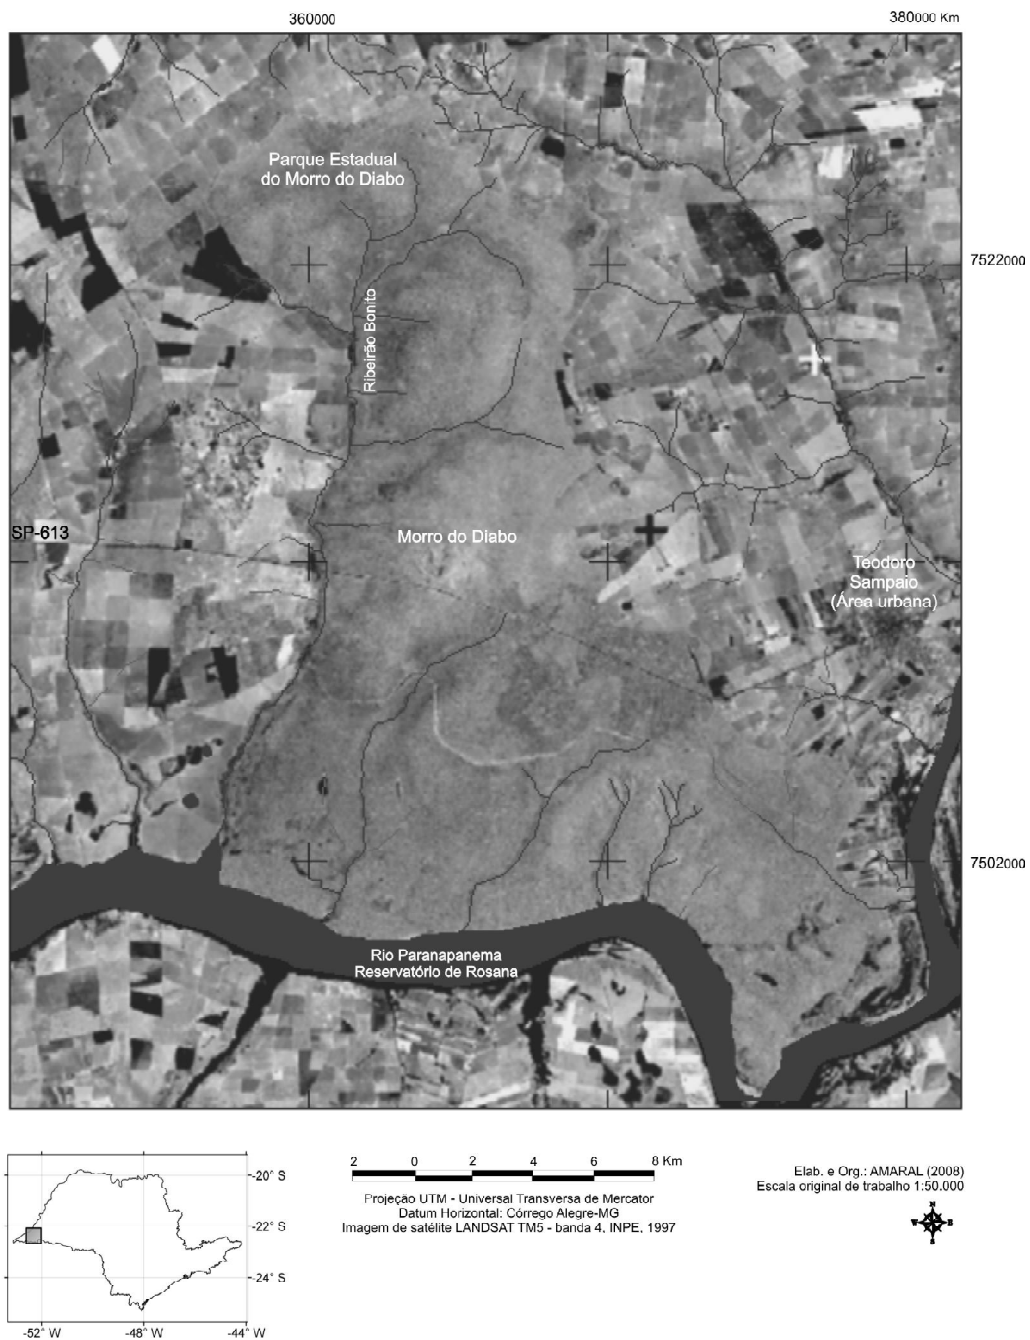 360000
380000 Km
Parque Estadual
do Morro do Diabo
7522000
Ribeirão Bonito
SP-613
Morro do Diabo
Teodoro
Sampaio
(Área urbana)
7502000
Rio Paranapanema
Reservatório de Rosana
2 0 2 4 6 8 Km
Projeção UTM - Universal Transversa de Mercator
Datum Horizontal: Córrego Alegre-MG
Imagem de satélite LANDSAT TM5 - banda 4, INPE, 1997
Elab. e Org.: AMARAL (2008)
Escala original de trabalho 1:50.000
N
W E
S
-20° S
-22° S
-24° S
-52° W
-48° W
-44° W